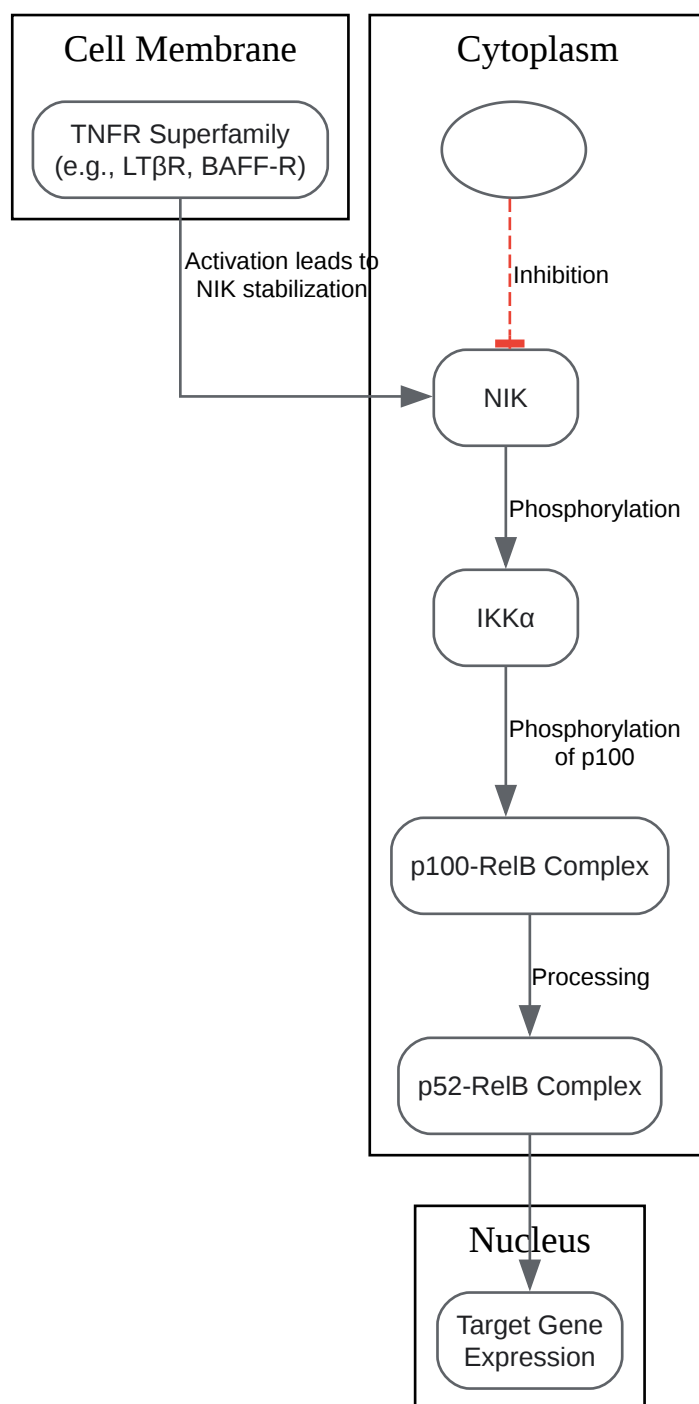 Cell Membrane
TNFR Superfamily
(e.g., LTβR, BAFF-R)
Cytoplasm
Activation leads to
NIK stabilization
Inhibition
NIK
Phosphorylation
IKKα
Phosphorylation
of p100
p100-RelB Complex
Processing
p52-RelB Complex
Nucleus
Target Gene
Expression